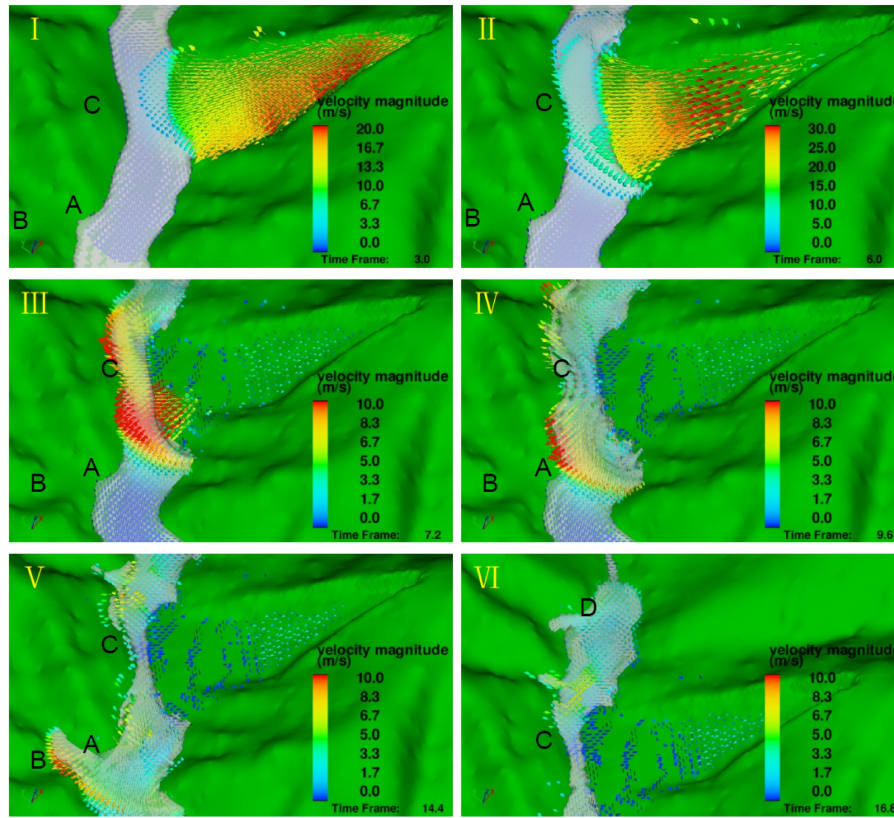 I
C
A
B
velocity magnitude
(m/s)
20.0
16.7
13.3
10.0
6.7
3.3
0.0
Time Frame: 3.0
II
C
A
B
velocity magnitude
(m/s)
30.0
25.0
20.0
15.0
10.0
5.0
0.0
Time Frame: 6.0
III
C
A
B
velocity magnitude
(m/s)
10.0
8.3
6.7
5.0
3.3
1.7
0.0
Time Frame: 7.2
IV
C
A
B
velocity magnitude
(m/s)
10.0
8.3
6.7
5.0
3.3
1.7
0.0
Time Frame: 9.6
V
C
A
B
velocity magnitude
(m/s)
10.0
8.3
6.7
5.0
3.3
1.7
0.0
Time Frame: 14.4
VI
D
C
velocity magnitude
(m/s)
10.0
8.3
6.7
5.0
3.3
1.7
0.0
Time Frame: 16.8